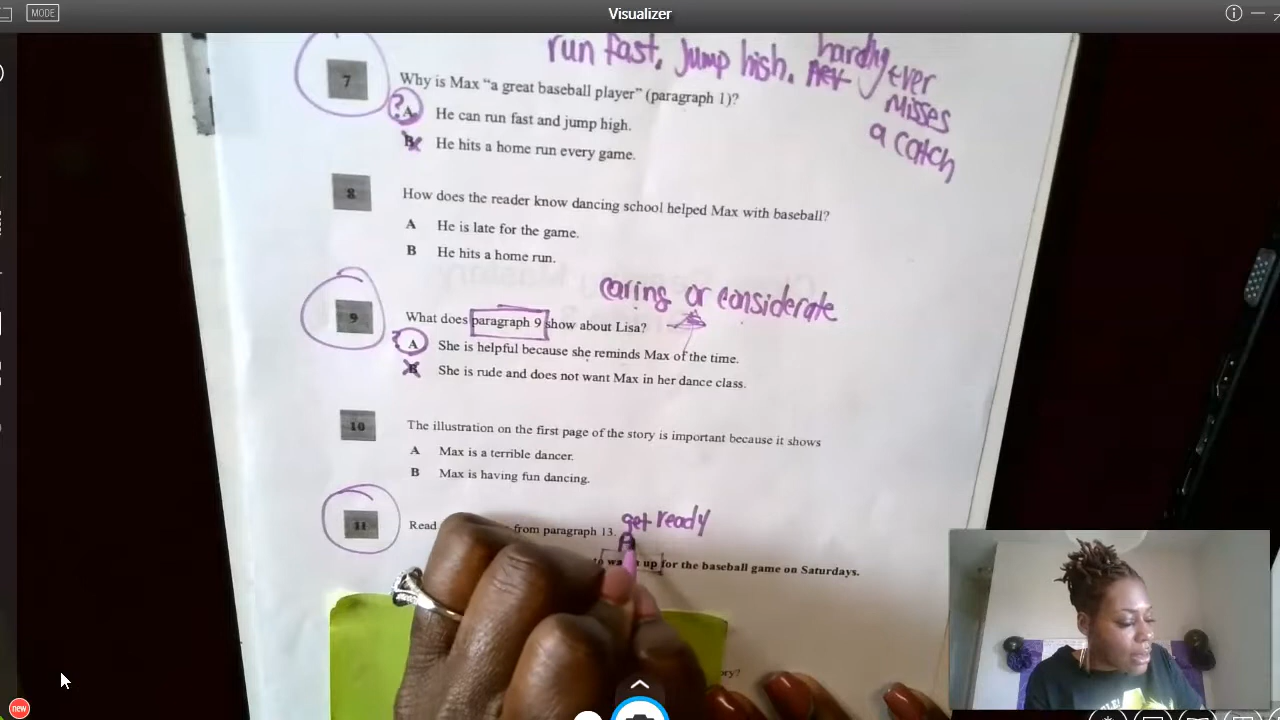 MODE
Visualizer
run fast, jump high. hardly ever
misses
a catch
7
Why is Max “a great baseball player” (paragraph 1)?
? A He can run fast and jump high.
B He hits a home run every game.
8
How does the reader know dancing school helped Max with baseball?
A He is late for the game.
B He hits a home run.
caring or considerate
9
What does paragraph 9 show about Lisa?
A She is helpful because she reminds Max of the time.
She is rude and does not want Max in her dance class.
10
The illustration on the first page of the story is important because it shows
A Max is a terrible dancer.
B Max is having fun dancing.
get ready
11
Read from paragraph 13.
up for the baseball game on Saturdays.
new